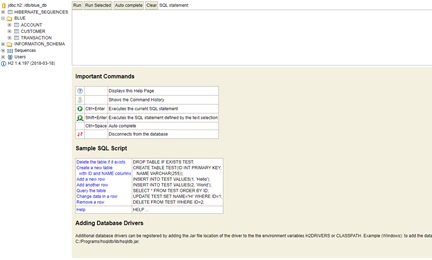 jdbc:h2:./db/blue_db
HIBERNATE_SEQUENCES
BLUE
ACCOUNT
CUSTOMER
TRANSACTION
INFORMATION_SCHEMA
Sequences
Users
H2 1.4.197 (2018-03-18)
Run Run Selected Auto complete Clear SQL statement:
Important Commands
Displays this Help Page
Shows the Command History
Ctrl+Enter Executes the current SQL statement
Shift+Enter Executes the SQL statement defined by the text selection
Ctrl+Space Auto complete
Disconnects from the database
Sample SQL Script
Delete the table if it exists DROP TABLE IF EXISTS TEST;
Create a new table CREATE TABLE TEST(ID INT PRIMARY KEY,
with ID and NAME columns NAME VARCHAR(255));
Add a new row INSERT INTO TEST VALUES(1, 'Hello');
Add another row INSERT INTO TEST VALUES(2, 'World');
Query the table SELECT * FROM TEST ORDER BY ID;
Change data in a row UPDATE TEST SET NAME='Hi' WHERE ID=1;
Remove a row DELETE FROM TEST WHERE ID=2;
Help HELP ...
Adding Database Drivers
Additional database drivers can be registered by adding the Jar file location of the driver to the the environment variables H2DRIVERS or CLASSPATH. Example (Windows): to add the data
C:/Programs/hsqldb/lib/hsqldb.jar.